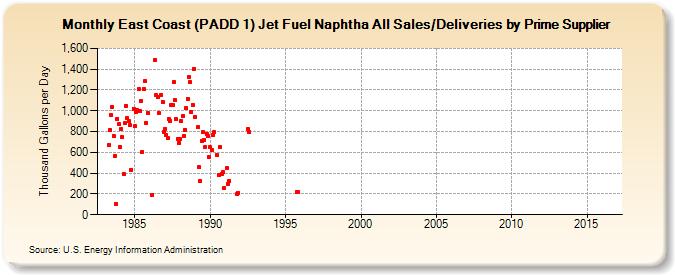 Monthly East Coast (PADD 1) Jet Fuel Naphtha All Sales/Deliveries by Prime Supplier
Thousand Gallons per Day
1,600
1,400
1,200
1,000
800
600
400
200
0
1985 1990 1995 2000 2005 2010 2015
Source: U.S. Energy Information Administration